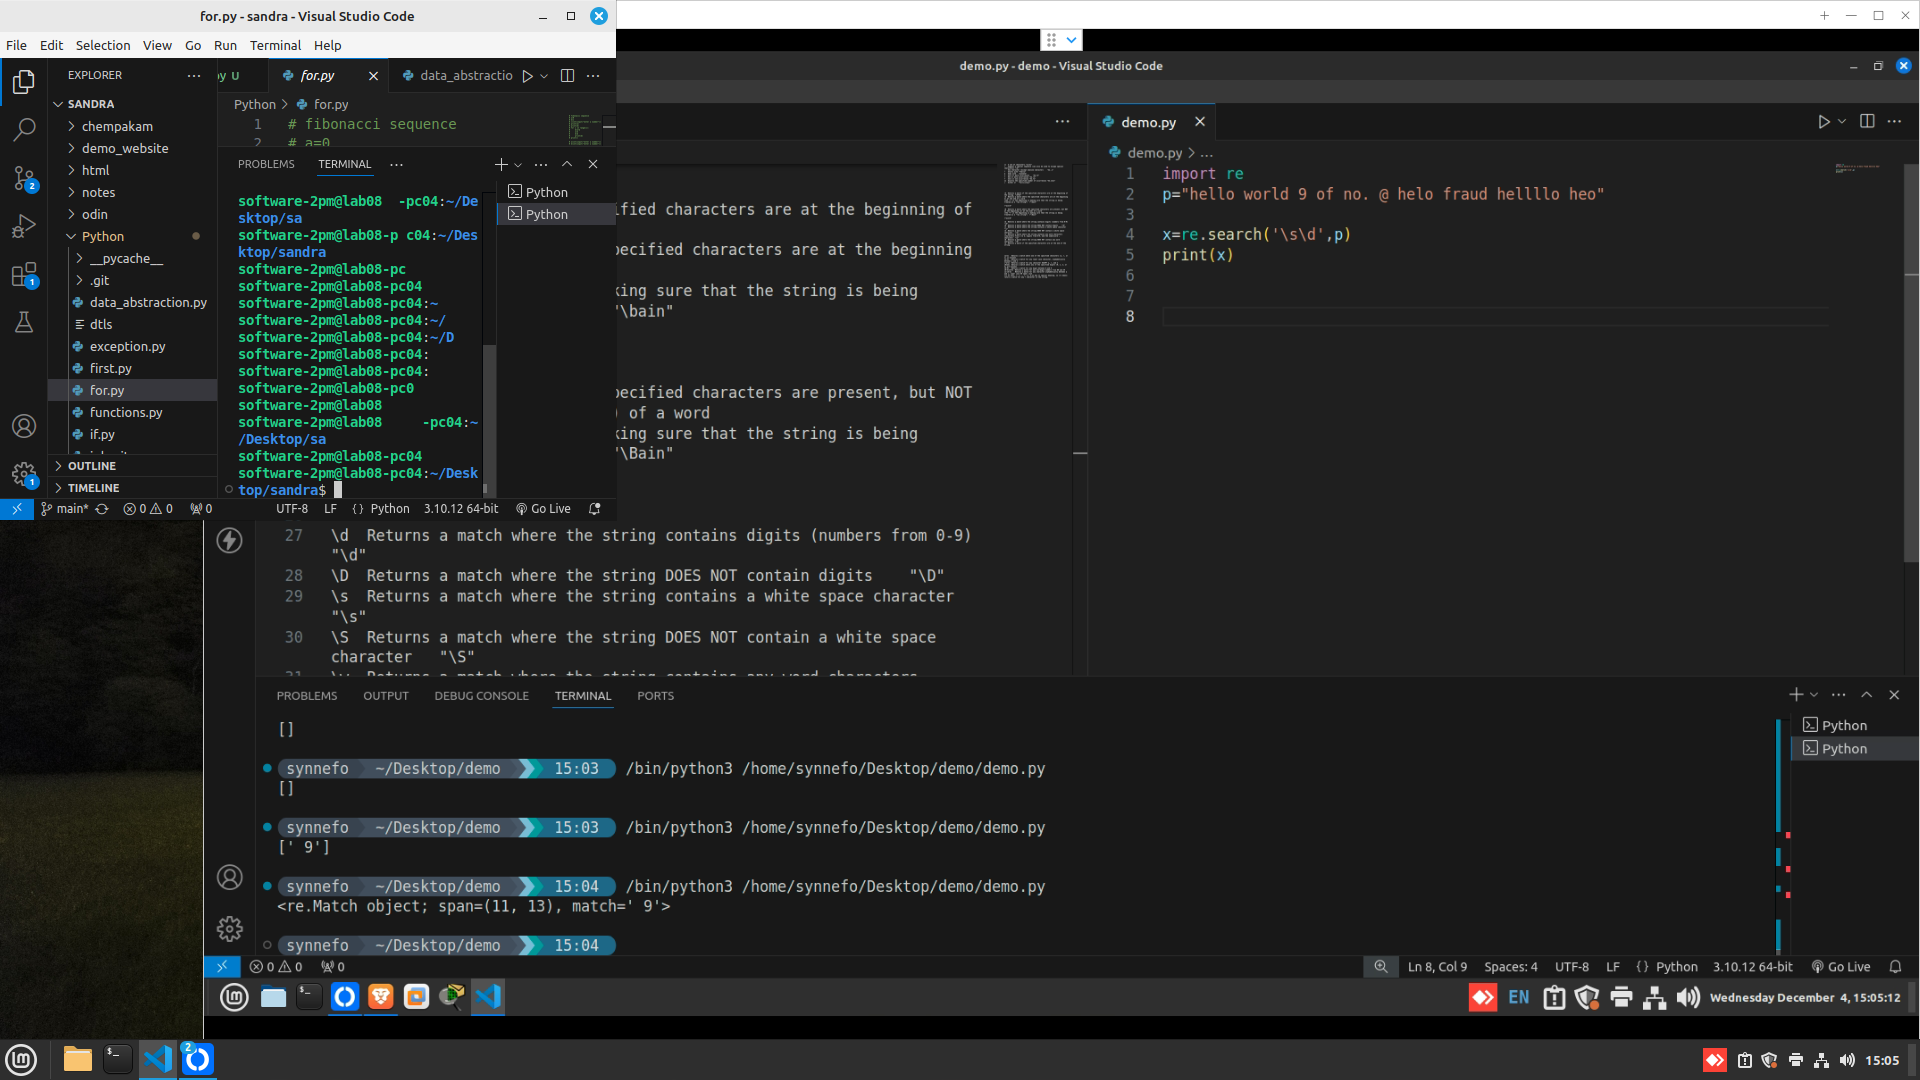 for.py - sandra - Visual Studio Code
File Edit Selection View Go Run Terminal Help
EXPLORER
py U
for.py
data_abstractio
SANDRA
chempakam
demo_website
html
notes
odin
Python
__pycache__
.git
data_abstraction.py
dtls
exception.py
first.py
for.py
functions.py
if.py
OUTLINE
TIMELINE
2
1
1
Python > for.py
1 # fibonacci sequence
2 # a=0
PROBLEMS TERMINAL
Python
Python
software-2pm@lab08 -pc04:~/De
sktop/sa
software-2pm@lab08-p c04:~/Des
ktop/sandra
software-2pm@lab08-pc
software-2pm@lab08-pc04
software-2pm@lab08-pc04:~
software-2pm@lab08-pc04:~/
software-2pm@lab08-pc04:~/D
software-2pm@lab08-pc04:
software-2pm@lab08-pc04:
software-2pm@lab08-pc0
software-2pm@lab08
software-2pm@lab08 -pc04:~
/Desktop/sa
software-2pm@lab08-pc04
software-2pm@lab08-pc04:~/Desk
top/sandra$
main* 0 0 0 UTF-8 LF Python 3.10.12 64-bit Go Live
demo.py - demo - Visual Studio Code
ified characters are at the beginning of
ecified characters are at the beginning
king sure that the string is being
"\bain"
pecified characters are present, but NOT
) of a word
king sure that the string is being
"\Bain"
27 \d Returns a match where the string contains digits (numbers from 0-9)
"\d"
28 \D Returns a match where the string DOES NOT contain digits "\D"
29 \s Returns a match where the string contains a white space character
"\s"
30 \S Returns a match where the string DOES NOT contain a white space
character "\S"
demo.py
demo.py > ...
1 import re
2 p="hello world 9 of no. @ helo fraud hellllo heo"
3
4 x=re.search('\s\d',p)
5 print(x)
6
7
8
PROBLEMS OUTPUT DEBUG CONSOLE TERMINAL PORTS
Python
Python
[]
synnefo ~/Desktop/demo 15:03 /bin/python3 /home/synnefo/Desktop/demo/demo.py
[]
synnefo ~/Desktop/demo 15:03 /bin/python3 /home/synnefo/Desktop/demo/demo.py
[' 9']
synnefo ~/Desktop/demo 15:04 /bin/python3 /home/synnefo/Desktop/demo/demo.py
<re.Match object; span=(11, 13), match=' 9'>
synnefo ~/Desktop/demo 15:04
0 0 0 Ln 8, Col 9 Spaces: 4 UTF-8 LF Python 3.10.12 64-bit Go Live
EN Wednesday December 4, 15:05:12
2
15:05